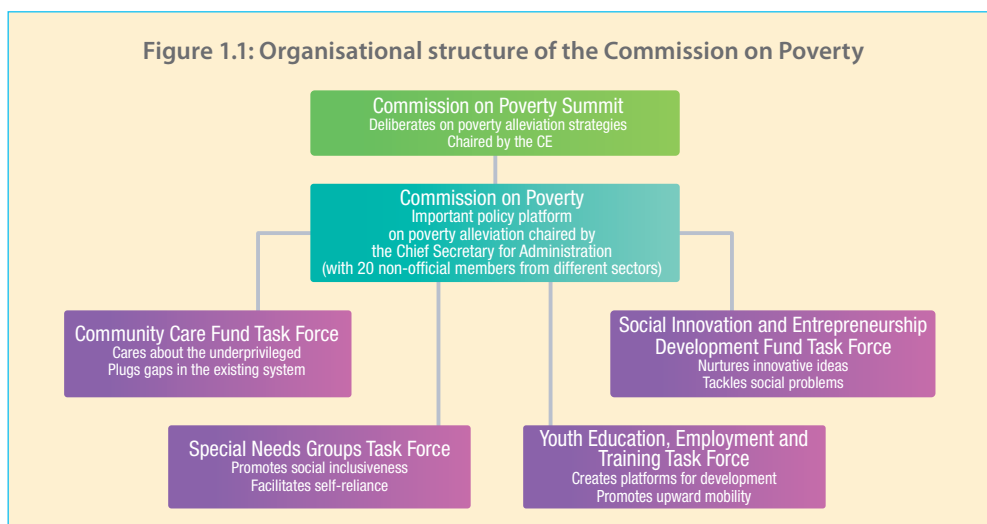 Figure 1.1: Organisational structure of the Commission on Poverty
Commission on Poverty Summit
Deliberates on poverty alleviation strategies
Chaired by the CE
Commission on Poverty
Important policy platform
on poverty alleviation chaired by
the Chief Secretary for Administration
(with 20 non-official members from different sectors)
Community Care Fund Task Force
Cares about the underprivileged
Plugs gaps in the existing system
Social Innovation and Entrepreneurship
Development Fund Task Force
Nurtures innovative ideas
Tackles social problems
Special Needs Groups Task Force
Promotes social inclusiveness
Facilitates self-reliance
Youth Education, Employment and
Training Task Force
Creates platforms for development
Promotes upward mobility